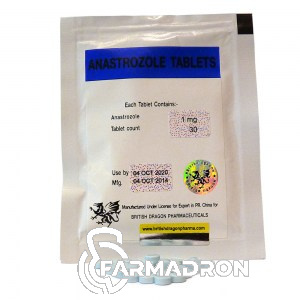 ANASTROZOLE TABLETS
Each Tablet Contains:-
Anastrozole 1 mg
Tablet count 30
Use by 04 OCT 2020
Mfg. 04 OCT 2014
Manufactured Under License for Export in PR. China for
BRITISH DRAGON PHARMACEUTICALS
www.britishdragonpharma.com
FARMADRON